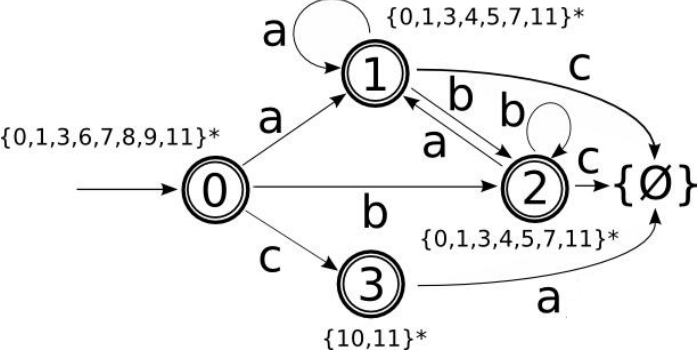 {0,1,3,4,5,7,11}*
a
1
c
b
b
{0,1,3,6,7,8,9,11}*
a
a
c
0
2
{Ø}
b
{0,1,3,4,5,7,11}*
c
3
a
{10,11}*